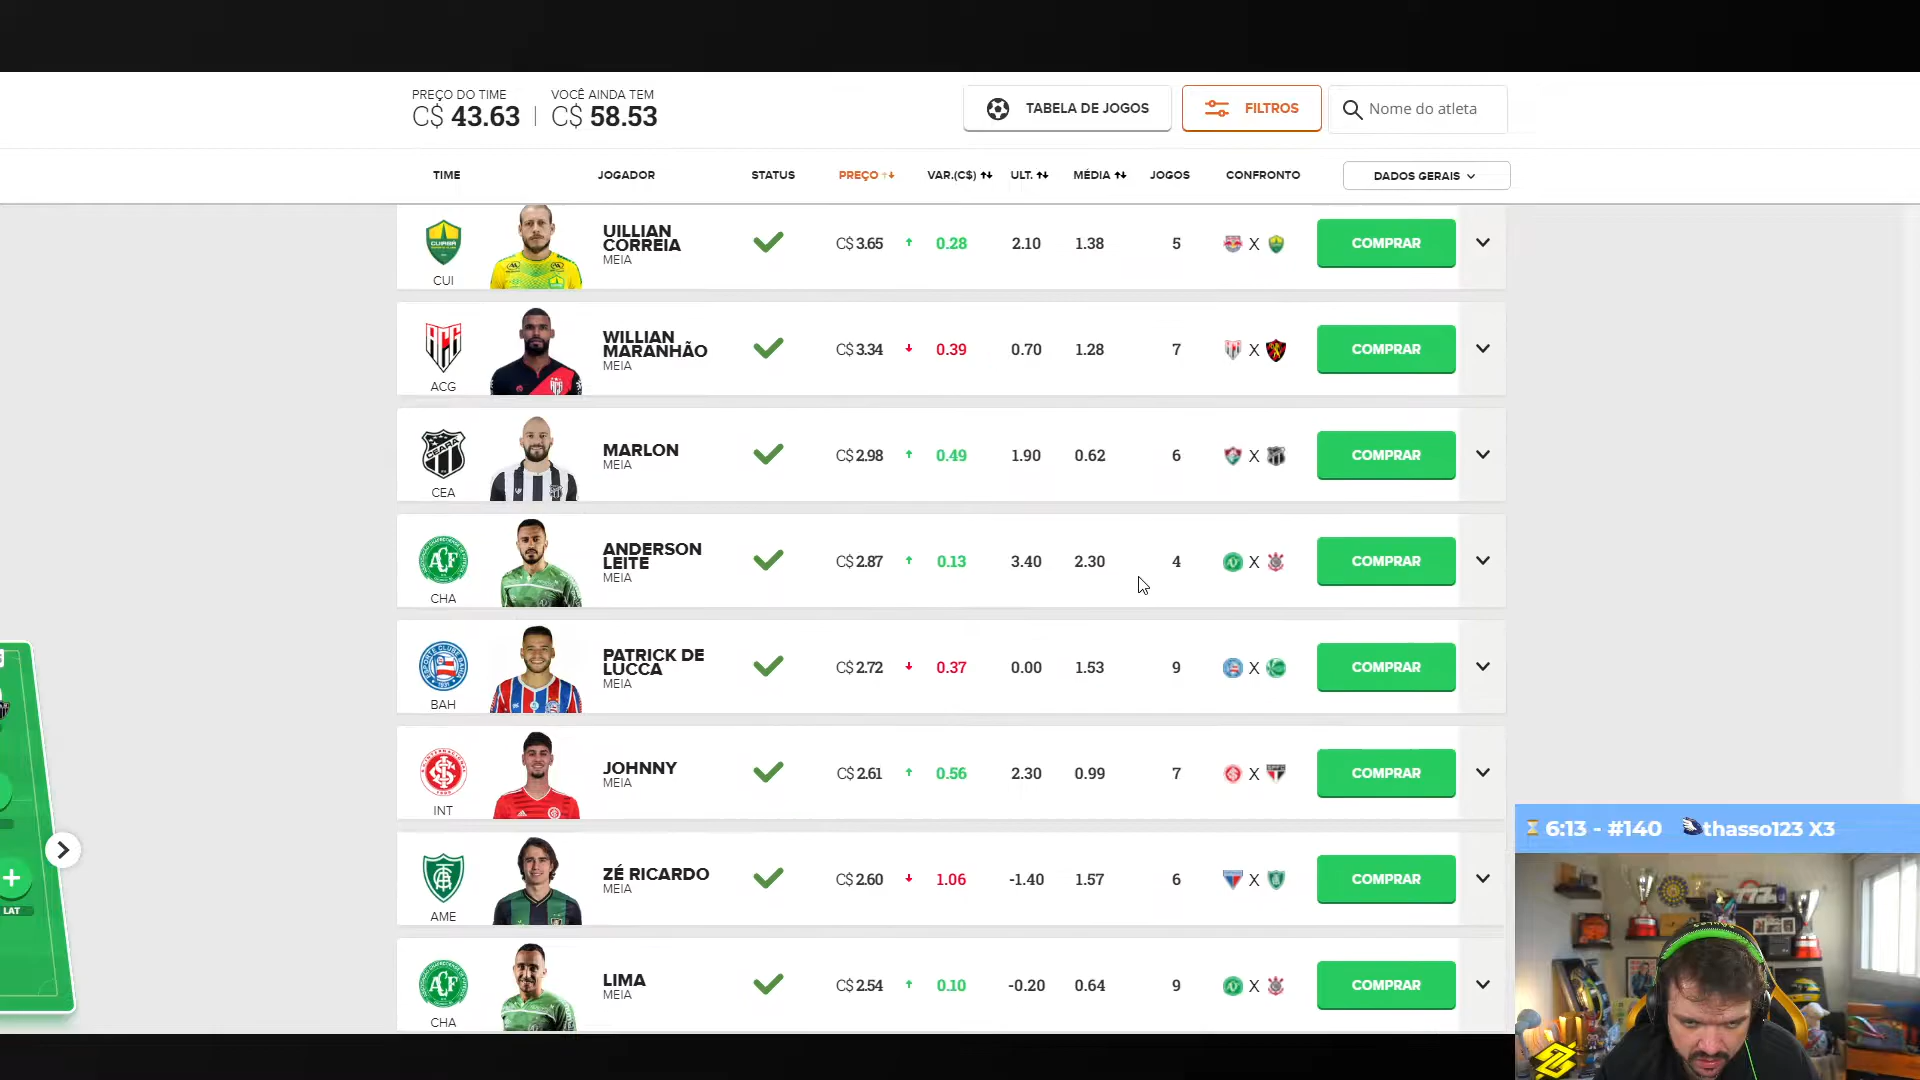 PREÇO DO TIME
C$ 43.63
VOCÊ AINDA TEM
C$ 58.53
TABELA DE JOGOS
FILTROS
Nome do atleta
TIME JOGADOR STATUS PREÇO VAR.(C$) ULT. MÉDIA JOGOS CONFRONTO DADOS GERAIS
CUIABÁ
CUI
UILLIAN
CORREIA
MEIA
C$ 3.65 0.28 2.10 1.38 5 X COMPRAR
ACG
ACG
WILLIAN
MARANHÃO
MEIA
C$ 3.34 0.39 0.70 1.28 7 X COMPRAR
CEARÁ
CEA
MARLON
MEIA
C$ 2.98 0.49 1.90 0.62 6 X COMPRAR
ACF
CHA
ANDERSON
LEITE
MEIA
C$ 2.87 0.13 3.40 2.30 4 X COMPRAR
BAH
PATRICK DE
LUCCA
MEIA
C$ 2.72 0.37 0.00 1.53 9 X COMPRAR
INT
JOHNNY
MEIA
C$ 2.61 0.56 2.30 0.99 7 X COMPRAR
AME
ZÉ RICARDO
MEIA
C$ 2.60 1.06 -1.40 1.57 6 X COMPRAR
ACF
CHA
LIMA
MEIA
C$ 2.54 0.10 -0.20 0.64 9 X COMPRAR
LAT
6:13 - #140 thasso123 X3